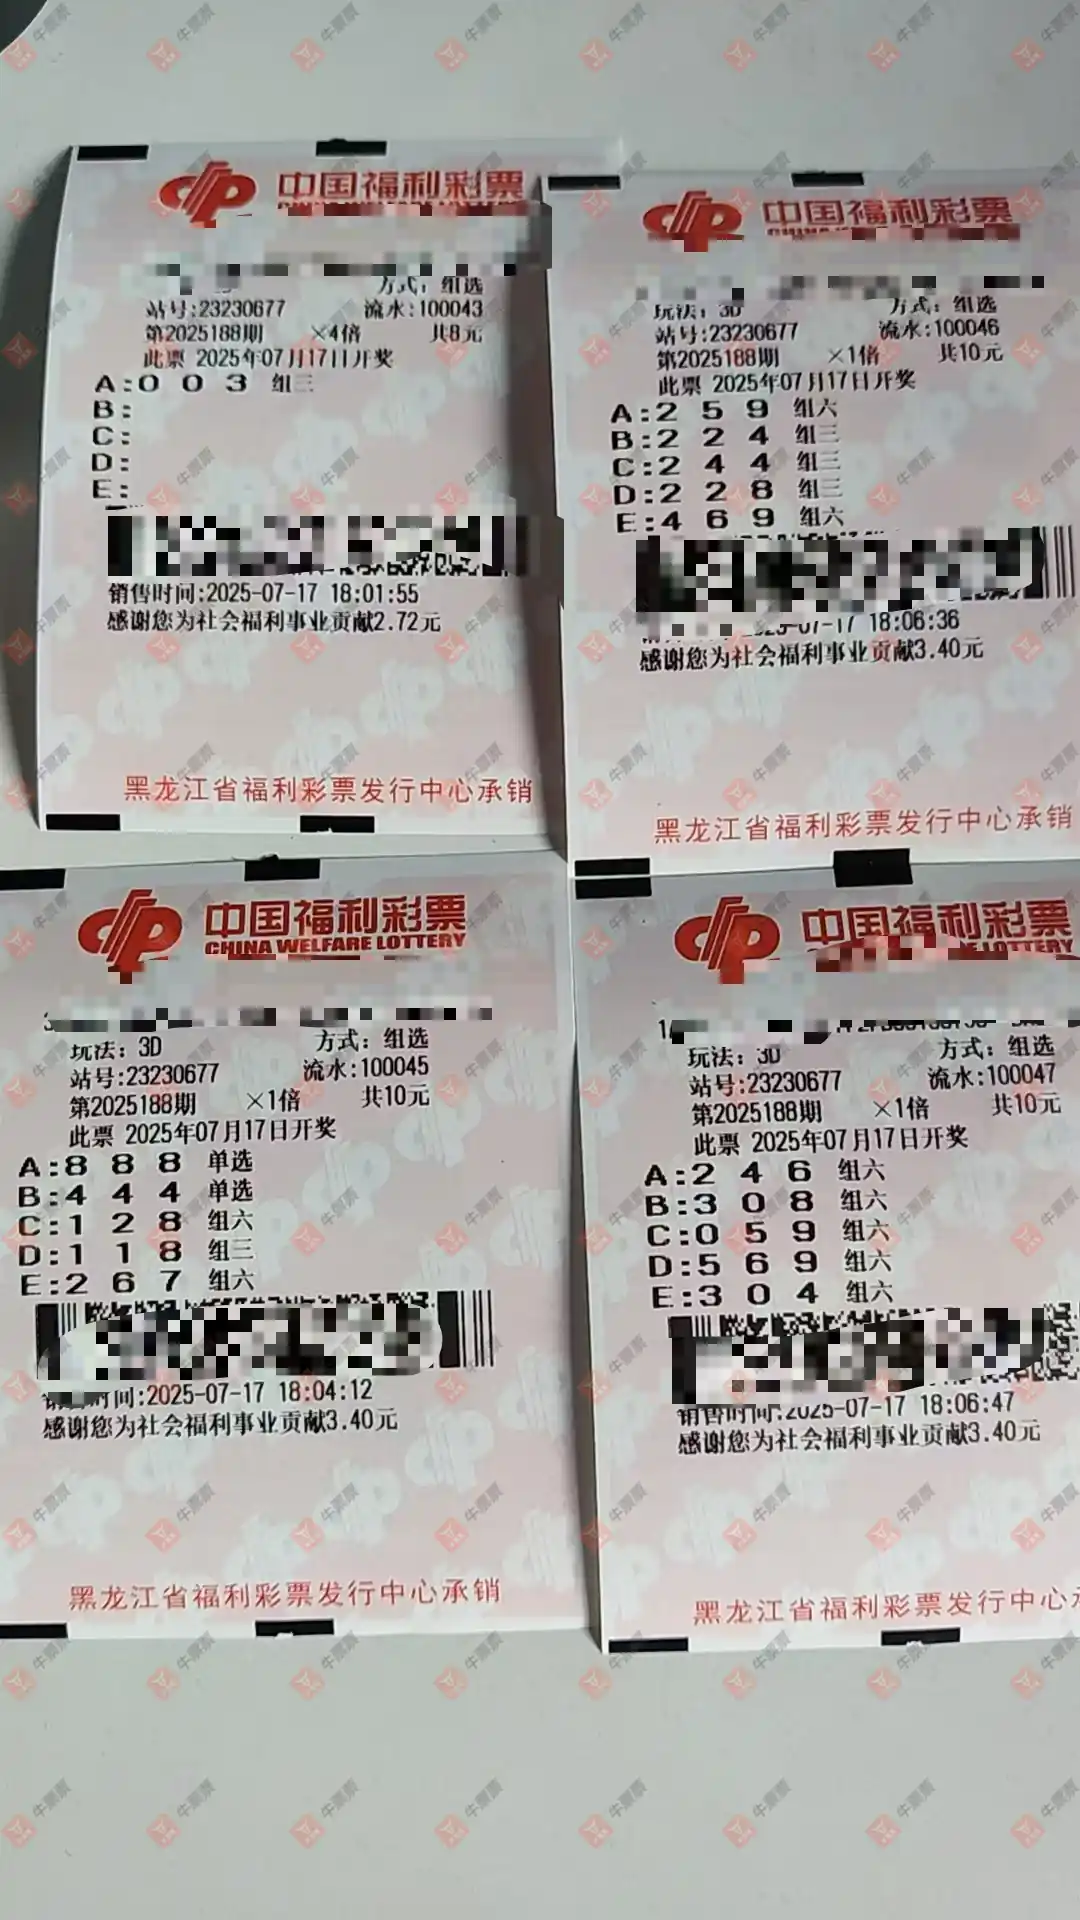 中国福利彩票
方式：组选
站号:23230677 流水:100043
第2025188期 ×4倍 共8元
此票 2025年07月17日开奖
A:0 0 3 组三
B:
C:
D:
E:
销售时间:2025-07-17 18:01:55
感谢您为社会福利事业贡献2.72元
黑龙江省福利彩票发行中心承销
中国福利彩票
玩法：3D 方式：组选
站号:23230677 流水:100046
第2025188期 ×1倍 共10元
此票 2025年07月17日开奖
A:2 5 9 组六
B:2 2 4 组三
C:2 4 4 组三
D:2 2 8 组三
E:4 6 9 组六
07-17 18:06:36
感谢您为社会福利事业贡献3.40元
黑龙江省福利彩票发行中心承销
中国福利彩票
CHINA WELFARE LOTTERY
玩法：3D 方式：组选
站号:23230677 流水:100045
第2025188期 ×1倍 共10元
此票 2025年07月17日开奖
A:8 8 8 单选
B:4 4 4 单选
C:1 2 8 组六
D:1 1 8 组三
E:2 6 7 组六
时间:2025-07-17 18:04:12
感谢您为社会福利事业贡献3.40元
黑龙江省福利彩票发行中心承销
中国福利彩票
LOTTERY
玩法：3D 方式：组选
站号:23230677 流水:100047
第2025188期 ×1倍 共10元
此票 2025年07月17日开奖
A:2 4 6 组六
B:3 0 8 组六
C:0 5 9 组六
D:5 6 9 组六
E:3 0 4 组六
销售时间:2025-07-17 18:06:47
感谢您为社会福利事业贡献3.40元
黑龙江省福利彩票发行中心
牛票票